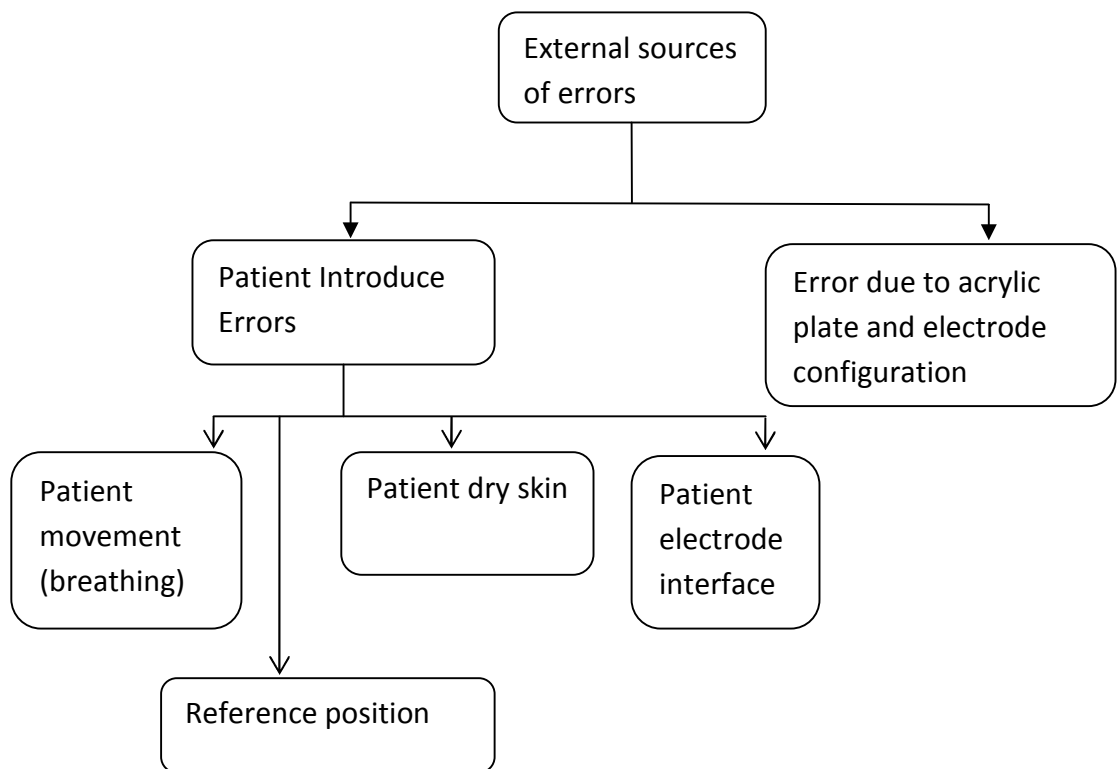 External sources
of errors
Patient Introduce
Errors
Error due to acrylic
plate and electrode
configuration
Patient
movement
(breathing)
Patient dry skin
Patient
electrode
interface
Reference position